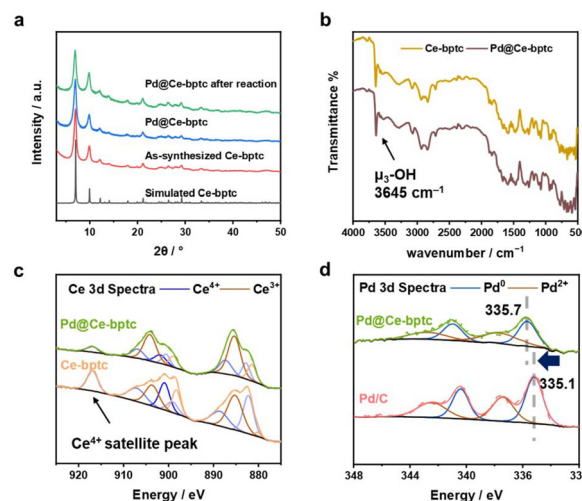 a
Intensity / a.u.
Pd@Ce-bptc after reaction
Pd@Ce-bptc
As-synthesized Ce-bptc
Simulated Ce-bptc
10 20 30 40 50
2θ / °
b
Transmittance %
Ce-bptc Pd@Ce-bptc
μ₃-OH
3645 cm⁻¹
4000 3500 3000 2500 2000 1500 1000 500
wavenumber / cm⁻¹
c
Ce 3d Spectra Ce⁴⁺ Ce³⁺
Pd@Ce-bptc
Ce-bptc
Ce⁴⁺ satellite peak
920 900 880
Energy / eV
d
Pd 3d Spectra Pd⁰ Pd²⁺
335.7
Pd@Ce-bptc
335.1
Pd/C
348 344 340 336 33
Energy / eV